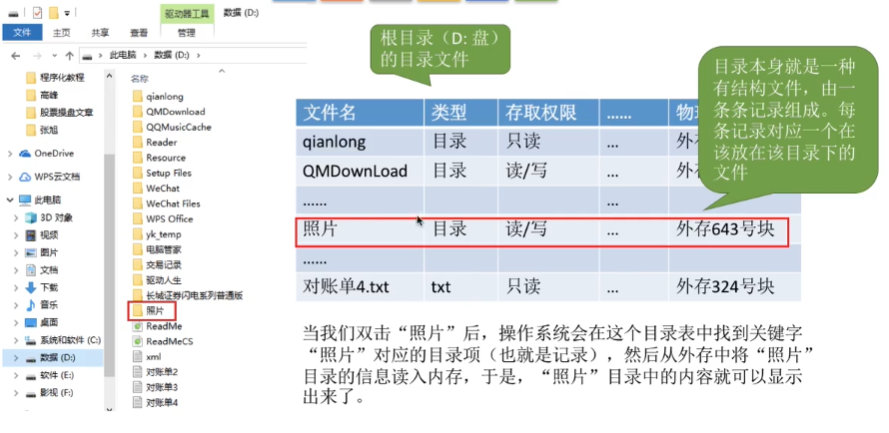 驱动器工具
数据 (D:)
文件
主页
共享
查看
管理
此电脑 › 数据 (D:) ›
程序化教程
高峰
股票操盘文章
张旭
OneDrive
WPS云文档
此电脑
3D 对象
视频
图片
文档
下载
音乐
桌面
系统和软件 (C:)
数据 (D:)
软件 (E:)
影视 (F:)
名称
qianlong
QMDownload
QQMusicCache
Reader
Resource
Setup Files
WeChat
WeChat Files
WPS Office
yk_temp
电脑管家
交易记录
驱动人生
长城证券闪电系列普通版
照片
ReadMe
ReadMeCS
xml
对账单2
对账单3
对账单4
根目录（D: 盘）
的目录文件
目录本身就是一种
有结构文件，由一
条条记录组成。每
条记录对应一个在
该放在该目录下的
文件
文件名 类型 存取权限 ...... 物
qianlong 目录 只读 ... 外
QMDownLoad 目录 读/写 ... 外
...... ...
照片 目录 读/写 ... 外存643号块
...... ...
对账单4.txt txt 只读 ... 外存324号块
当我们双击“照片”后，操作系统会在这个目录表中找到关键字
“照片”对应的目录项（也就是记录），然后从外存中将“照片”
目录的信息读入内存，于是，“照片”目录中的内容就可以显示
出来了。